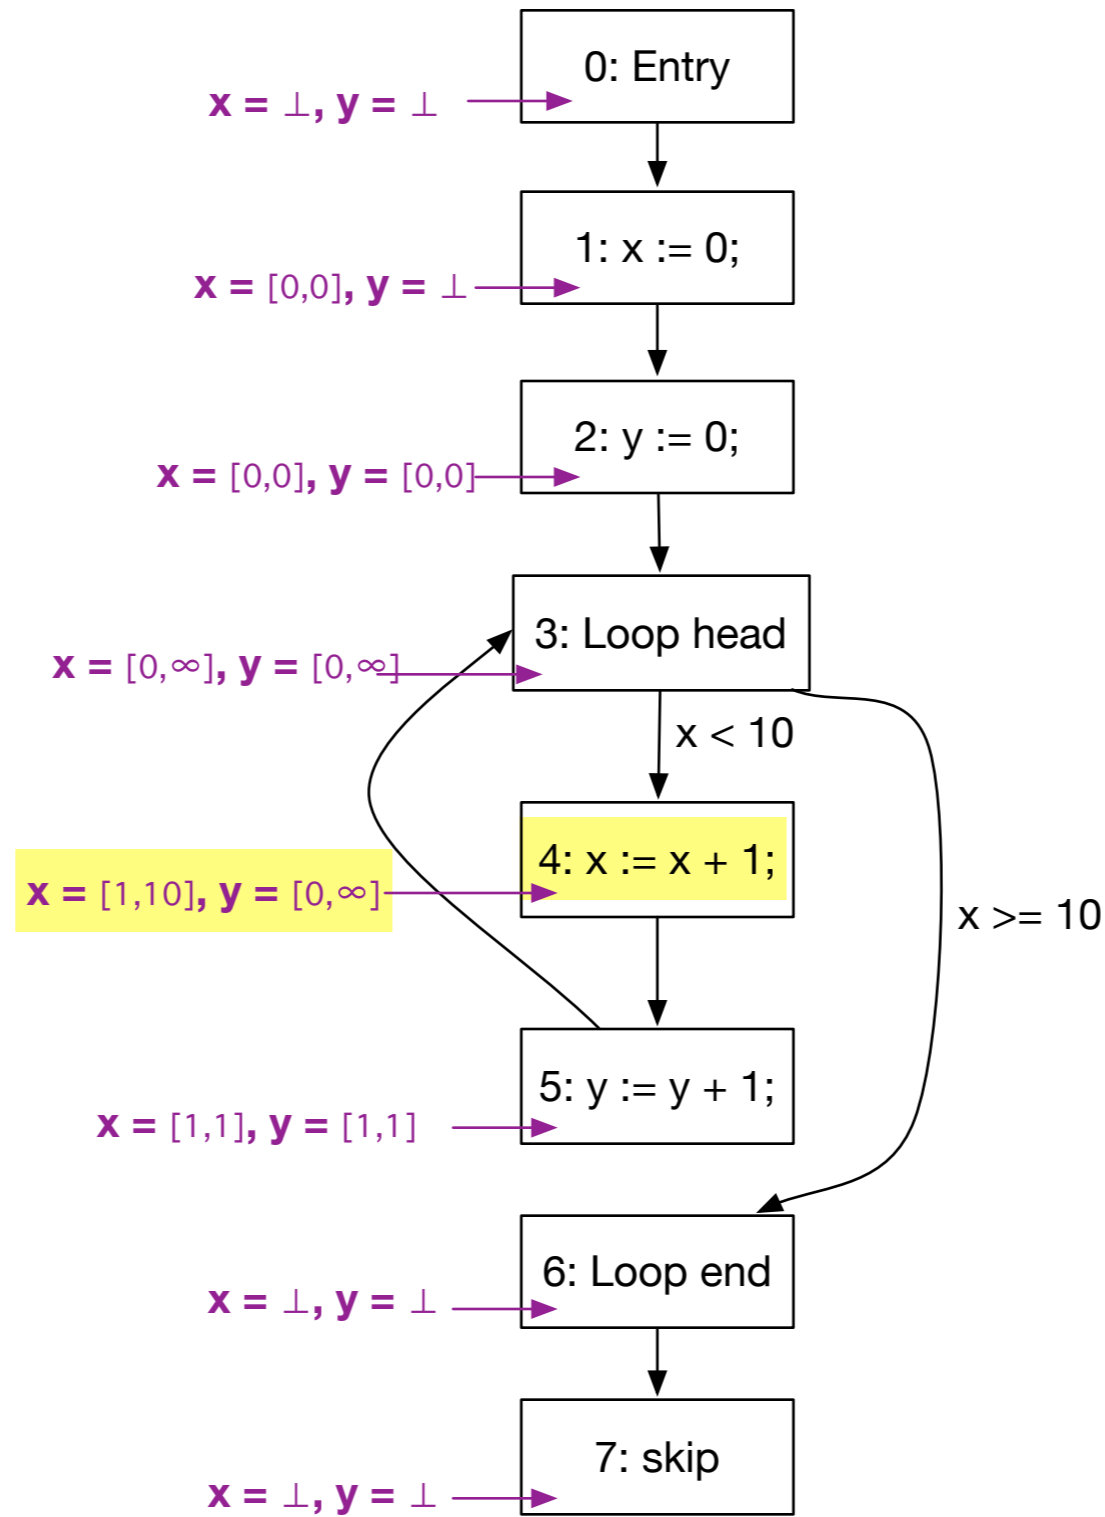 0: Entry
x = ⊥, y = ⊥
1: x := 0;
x = [0,0], y = ⊥
2: y := 0;
x = [0,0], y = [0,0]
3: Loop head
x = [0,∞], y = [0,∞]
x < 10
4: x := x + 1;
x = [1,10], y = [0,∞]
x >= 10
5: y := y + 1;
x = [1,1], y = [1,1]
6: Loop end
x = ⊥, y = ⊥
7: skip
x = ⊥, y = ⊥